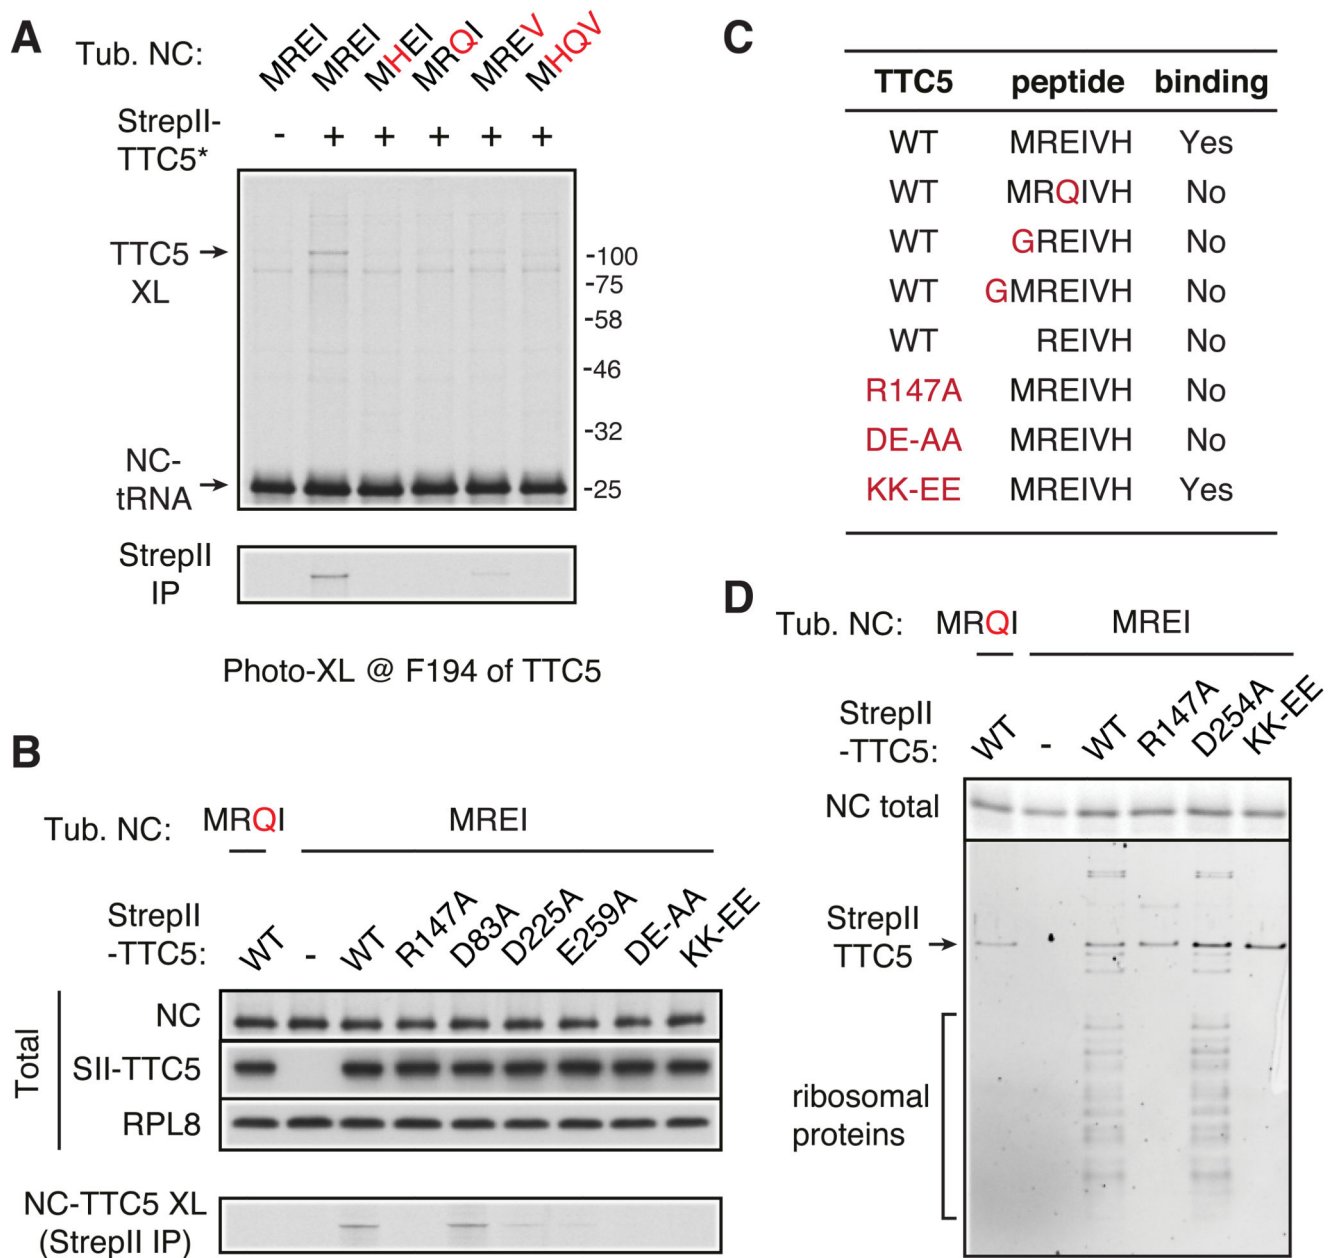 A
Tub. NC:
MREI
MREI
MHEI
MRQI
MREV
MHQV
StrepII-
TTC5*
- + + + + +
TTC5
XL
-100
-75
-58
-46
-32
-25
NC-
tRNA
StrepII
IP
Photo-XL @ F194 of TTC5
B
Tub. NC:
MRQI
MREI
StrepII
-TTC5:
WT
-
WT
R147A
D83A
D225A
E259A
DE-AA
KK-EE
Total
NC
SII-TTC5
RPL8
NC-TTC5 XL
(StrepII IP)
C
TTC5 peptide binding
WT MREIVH Yes
WT MRQIVH No
WT GREIVH No
WT GMREIVH No
WT REIVH No
R147A MREIVH No
DE-AA MREIVH No
KK-EE MREIVH Yes
D
Tub. NC:
MRQI
MREI
StrepII
-TTC5:
WT
-
WT
R147A
D254A
KK-EE
NC total
StrepII
TTC5
ribosomal
proteins